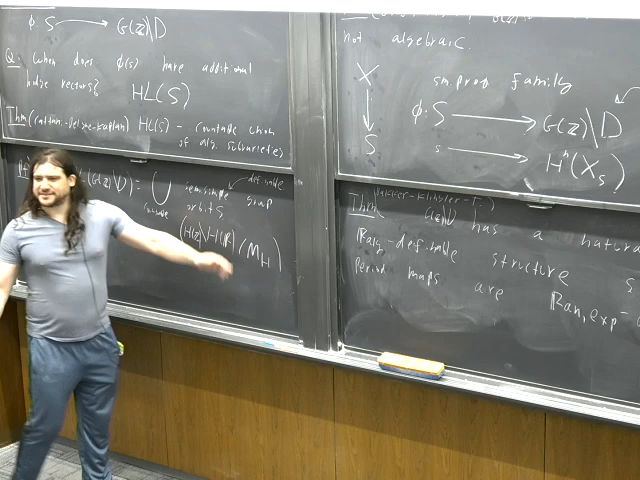 φ: S → G(Z)\D
Q: When does φ(s) have additional
hodge vectors? HL(S)
Thm (Cattani-Deligne-Kaplan) HL(S) - countable union
of alg. subvarieties
(G(Z)\D) = ∪ semisimple
orbits
definable
group
(H(Z)\H(R)/M_H)
not algebraic.
X
↓
S
sm proj family
φ: S → G(Z)\D
s → Hⁿ(X_s)
Thm (Bakker-Klingler-T.)
G(Z)\D has a natural
R_alg-definable structure
Period maps are R_an,exp-